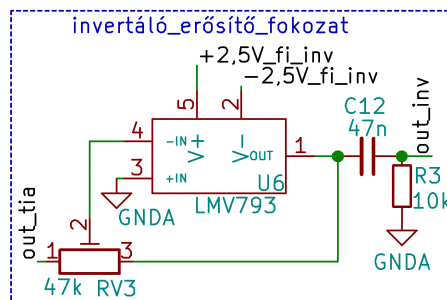 invertáló_erősítő_fokozat
+2,5V_fi_inv
−2,5V_fi_inv
5
2
C12
47n
out_inv
4
-IN
V+
V-
OUT
1
3
+IN
U6
R3
10k
GNDA
LMV793
out_tia
2
1
3
GNDA
47k
RV3